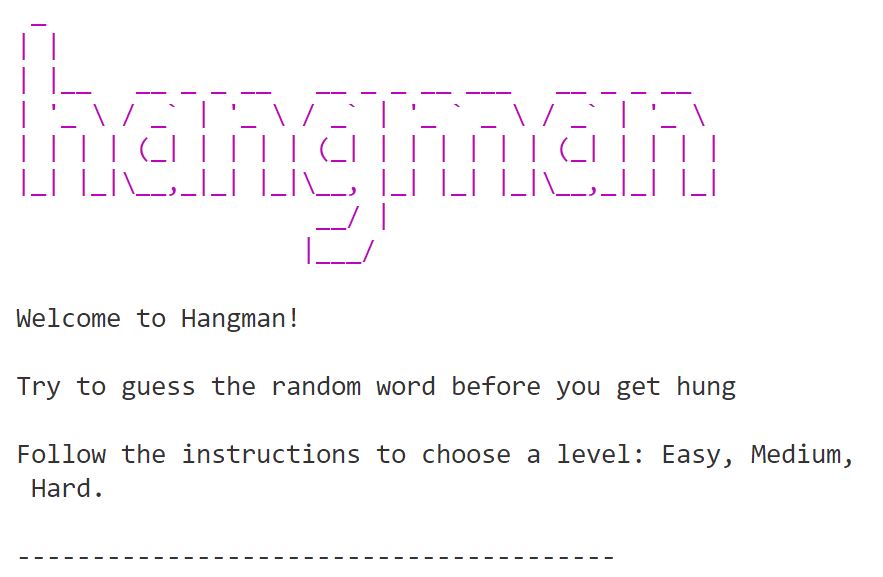 hangman
Welcome to Hangman!
Try to guess the random word before you get hung
Follow the instructions to choose a level: Easy, Medium,
Hard.
----------------------------------------